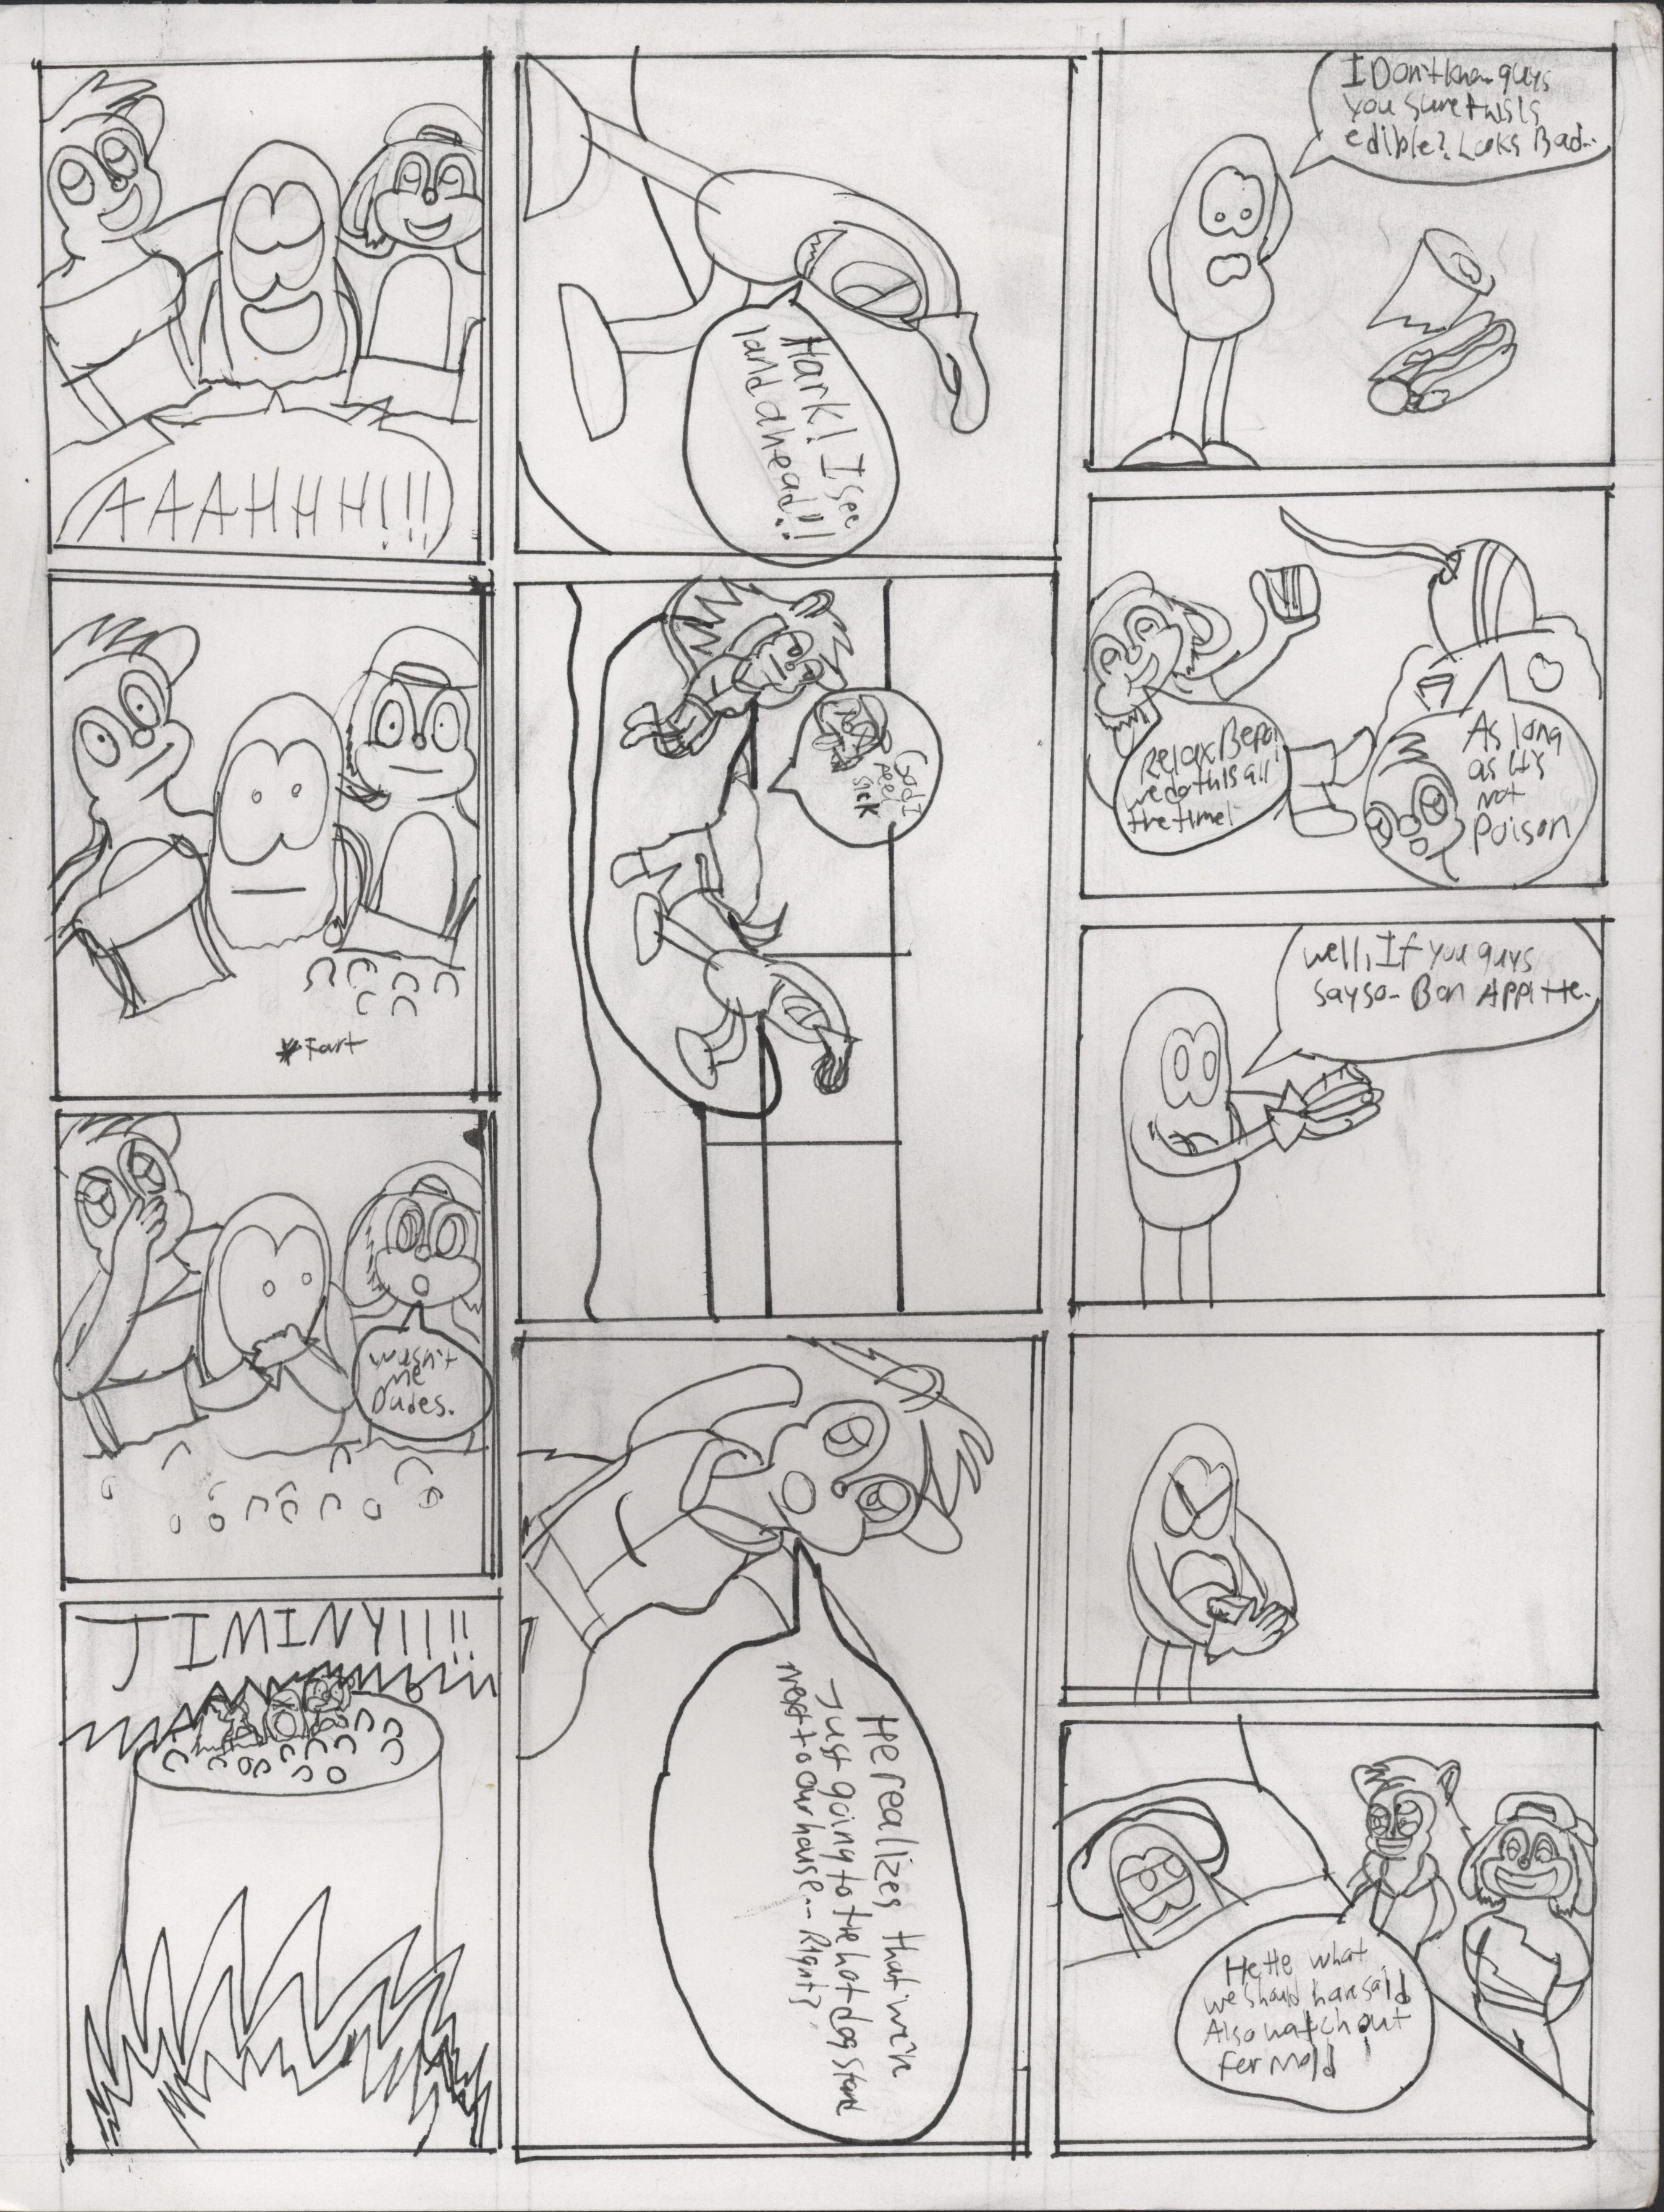 AAAHHH!!!
*Fart
Wasn't
me
Dudes.
JIMINY!!!!
Hark! I see
land ahead!!
God I
feel
sick
He realizes that we're
Just going to the hot dog stand
next to our house... Right?
I Don't know guys
you sure this is
edible? Looks Bad...
Relax Bepo!
we do this all
the time!
As long
as it's
not
Poison
Well, If you guys
say so- Bon Appitte.
HeHe what
we should have said
Also watch out
fer mold!